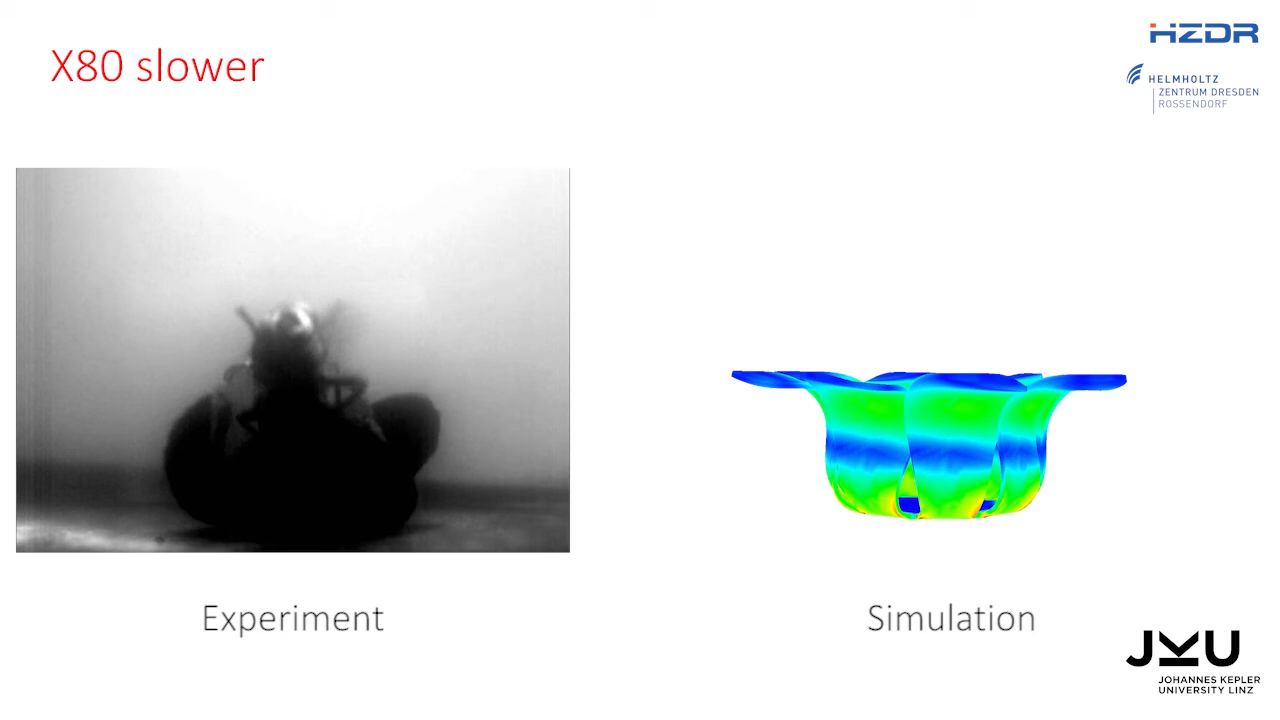 X80 slower
HZDR
HELMHOLTZ
ZENTRUM DRESDEN
ROSSENDORF
Experiment
Simulation
JKU
JOHANNES KEPLER
UNIVERSITY LINZ